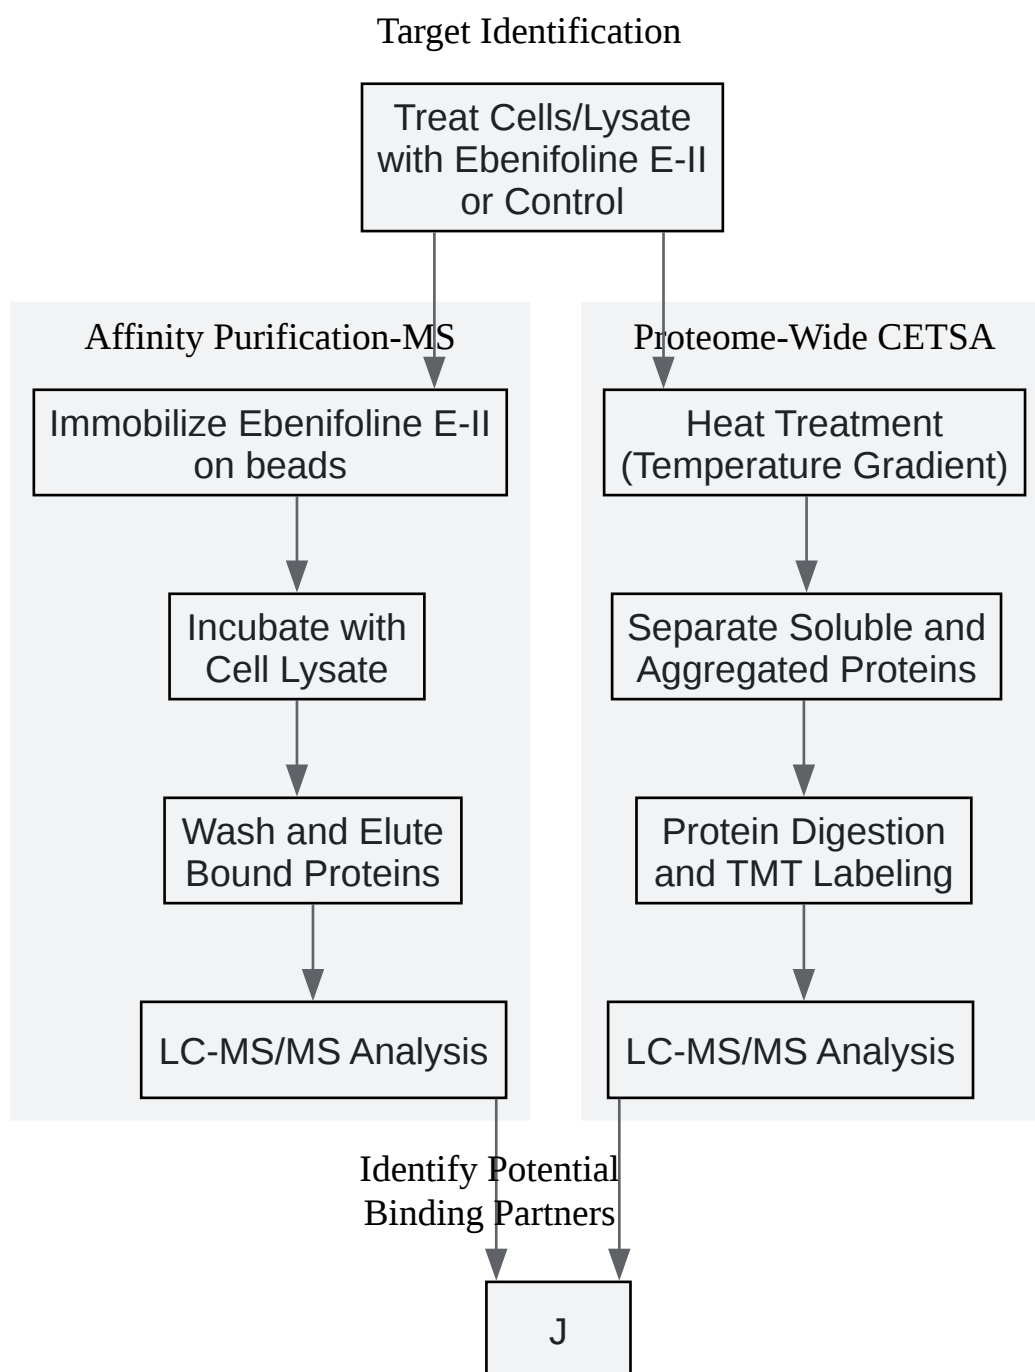 Target Identification
Treat Cells/Lysate
with Ebenifoline E-II
or Control
Affinity Purification-MS
Immobilize Ebenifoline E-II
on beads
Incubate with
Cell Lysate
Wash and Elute
Bound Proteins
LC-MS/MS Analysis
Proteome-Wide CETSA
Heat Treatment
(Temperature Gradient)
Separate Soluble and
Aggregated Proteins
Protein Digestion
and TMT Labeling
LC-MS/MS Analysis
Identify Potential
Binding Partners
J